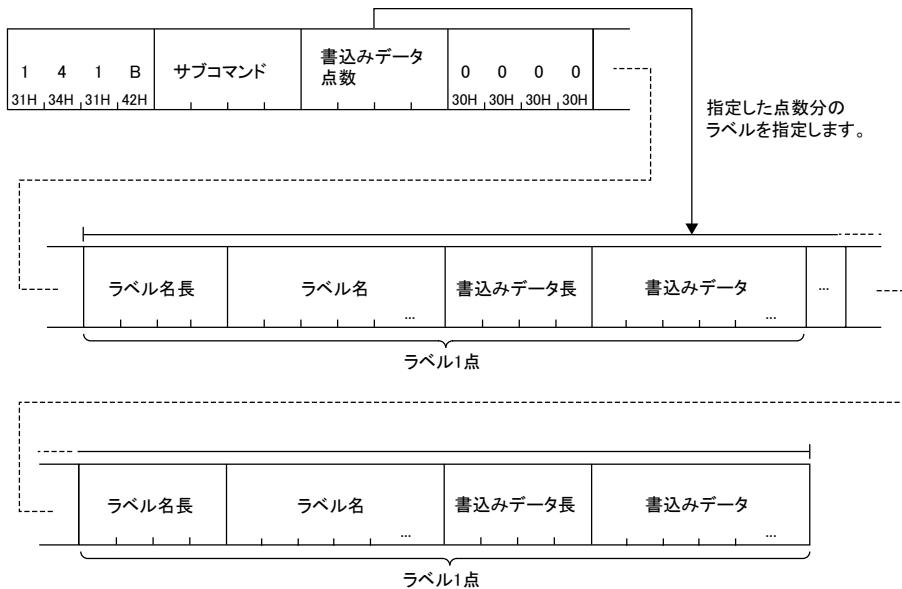 1 4 1 B
31H 34H 31H 42H
サブコマンド
書込みデータ
点数
0 0 0 0
30H 30H 30H 30H
指定した点数分の
ラベルを指定します。
ラベル名長
ラベル名
...
書込みデータ長
書込みデータ
...
...
ラベル1点
ラベル名長
ラベル名
...
書込みデータ長
書込みデータ
...
ラベル1点